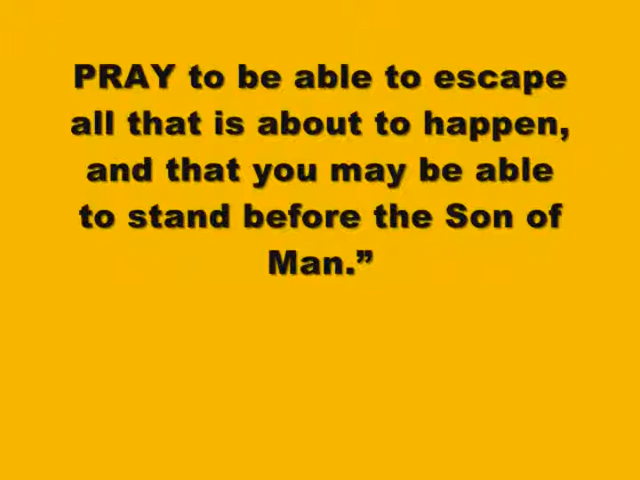 PRAY to be able to escape
all that is about to happen,
and that you may be able
to stand before the Son of
Man.”